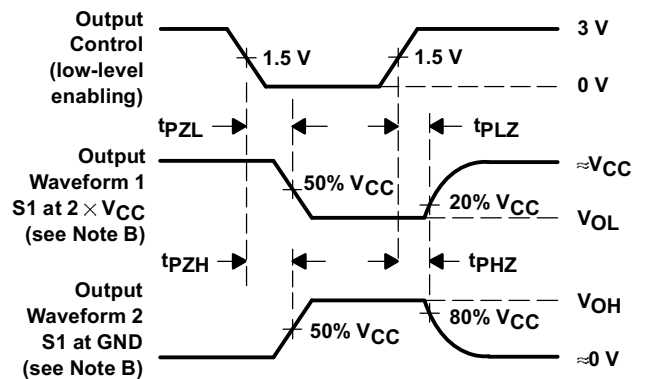 Output
Control
(low-level
enabling)
1.5 V
1.5 V
3 V
0 V
tPZL
tPLZ
Output
Waveform 1
S1 at 2 × VCC
(see Note B)
50% VCC
20% VCC
≈VCC
VOL
tPZH
tPHZ
Output
Waveform 2
S1 at GND
(see Note B)
50% VCC
80% VCC
VOH
≈0 V